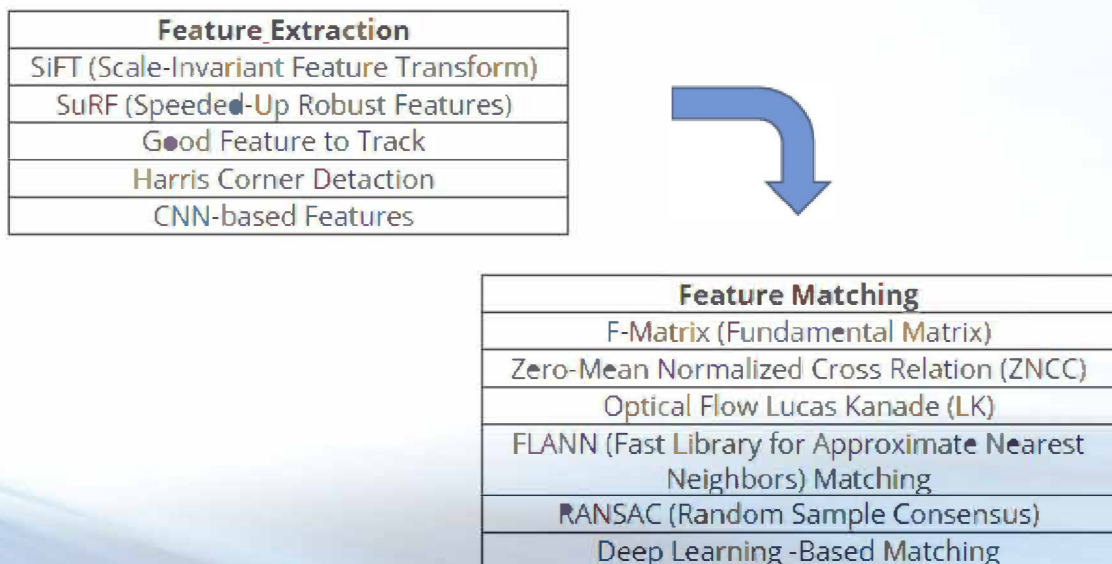 Feature Extraction
SiFT (Scale-Invariant Feature Transform)
SuRF (Speeded-Up Robust Features)
Good Feature to Track
Harris Corner Detaction
CNN-based Features
Feature Matching
F-Matrix (Fundamental Matrix)
Zero-Mean Normalized Cross Relation (ZNCC)
Optical Flow Lucas Kanade (LK)
FLANN (Fast Library for Approximate Nearest
Neighbors) Matching
RANSAC (Random Sample Consensus)
Deep Learning -Based Matching